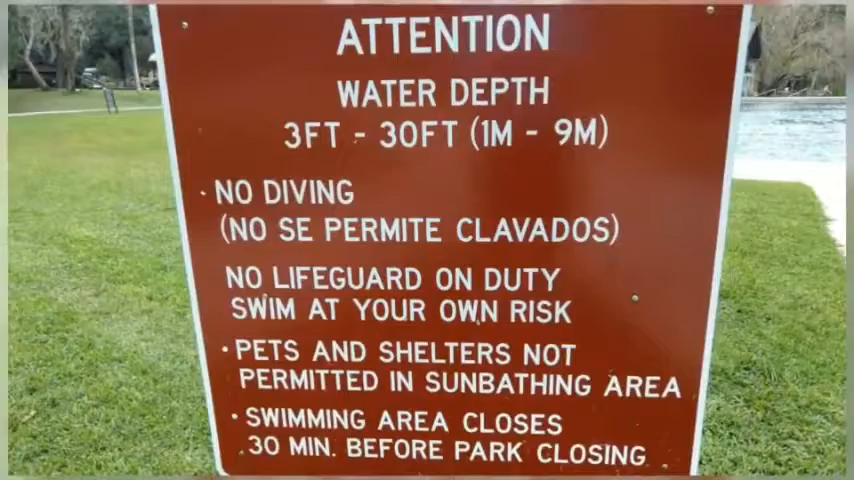 ATTENTION
WATER DEPTH
3FT - 30FT (1M - 9M)
• NO DIVING
(NO SE PERMITE CLAVADOS)
NO LIFEGUARD ON DUTY
SWIM AT YOUR OWN RISK
• PETS AND SHELTERS NOT
PERMITTED IN SUNBATHING AREA
• SWIMMING AREA CLOSES
30 MIN. BEFORE PARK CLOSING